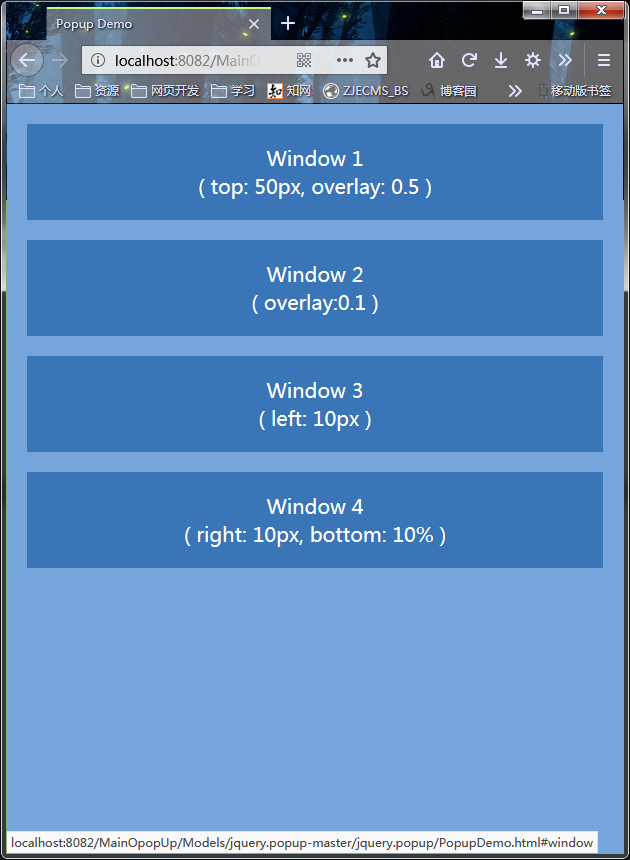 Popup Demo
localhost:8082/MainO
个人 资源 网页开发 学习 知网 ZJECMS_BS 博客园 移动版书签
Window 1
( top: 50px, overlay: 0.5 )
Window 2
( overlay:0.1 )
Window 3
( left: 10px )
Window 4
( right: 10px, bottom: 10% )
localhost:8082/MainOpopUp/Models/jquery.popup-master/jquery.popup/PopupDemo.html#window